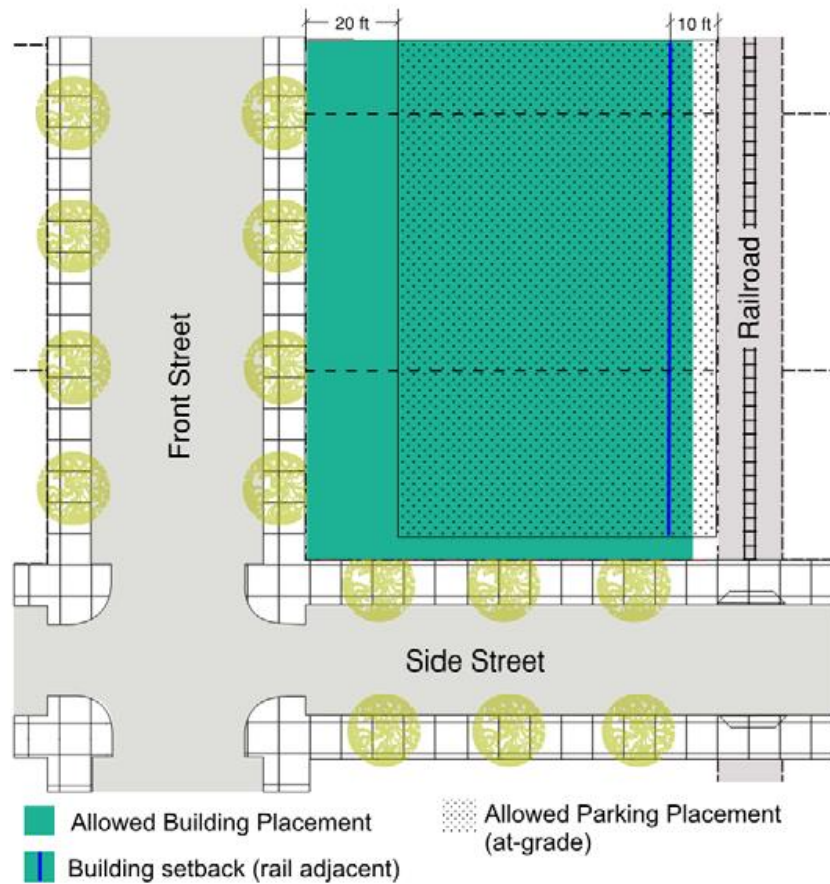 20 ft
10 ft
Front Street
Railroad
Side Street
Allowed Building Placement
Building setback (rail adjacent)
Allowed Parking Placement
(at-grade)